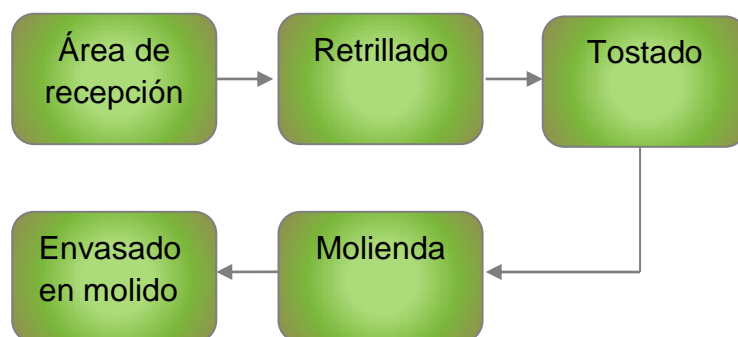 Área de
recepción
Retrillado
Tostado
Molienda
Envasado
en molido